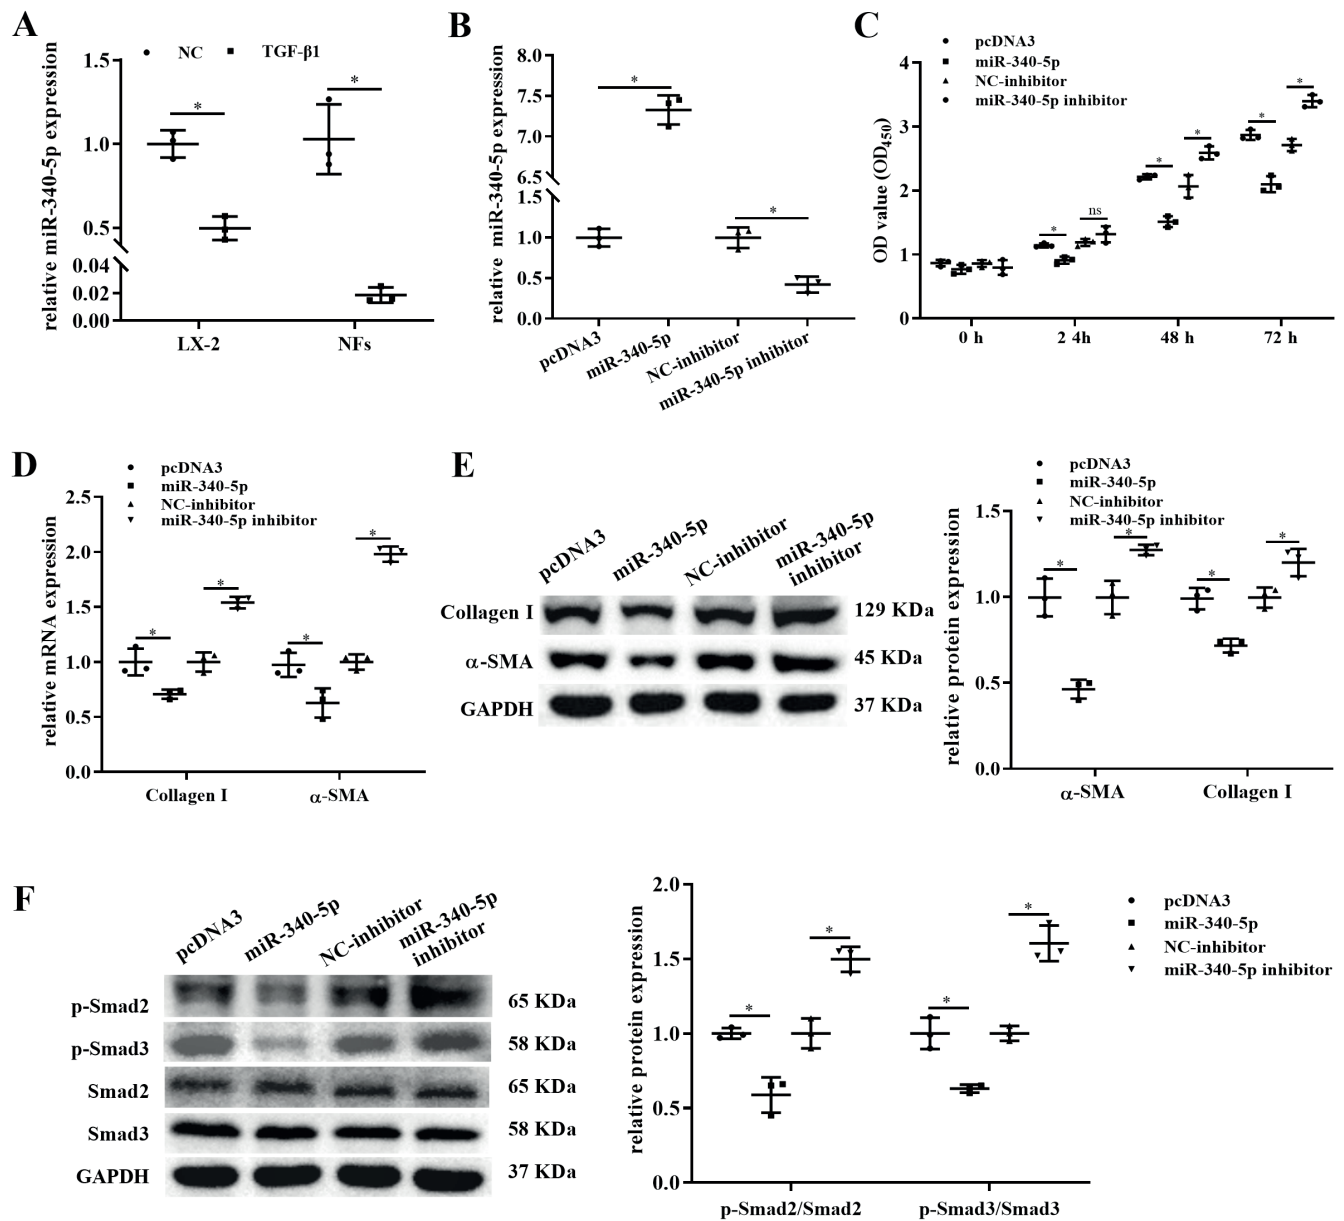 A
relative miR-340-5p expression
NC
TGF-β1
1.5
1.0
0.5
0.04
0.02
0.00
*
*
LX-2
NFs
B
relative miR-340-5p expression
8.0
7.5
7.0
6.5
1.5
1.0
0.5
0.0
*
*
pcDNA3
miR-340-5p
NC-inhibitor
miR-340-5p inhibitor
C
pcDNA3
miR-340-5p
NC-inhibitor
miR-340-5p inhibitor
OD value (OD450)
4
3
2
1
0
*
ns
*
*
*
*
0 h
2 4h
48 h
72 h
D
pcDNA3
miR-340-5p
NC-inhibitor
miR-340-5p inhibitor
relative mRNA expression
2.5
2.0
1.5
1.0
0.5
0.0
*
*
*
*
Collagen I
α-SMA
E
pcDNA3
miR-340-5p
NC-inhibitor
miR-340-5p
inhibitor
Collagen I
129 KDa
α-SMA
45 KDa
GAPDH
37 KDa
pcDNA3
miR-340-5p
NC-inhibitor
miR-340-5p inhibitor
relative protein expression
1.5
1.0
0.5
0.0
*
*
*
*
α-SMA
Collagen I
F
pcDNA3
miR-340-5p
NC-inhibitor
miR-340-5p
inhibitor
p-Smad2
65 KDa
p-Smad3
58 KDa
Smad2
65 KDa
Smad3
58 KDa
GAPDH
37 KDa
relative protein expression
2.0
1.5
1.0
0.5
0.0
*
*
*
*
p-Smad2/Smad2
p-Smad3/Smad3
pcDNA3
miR-340-5p
NC-inhibitor
miR-340-5p inhibitor